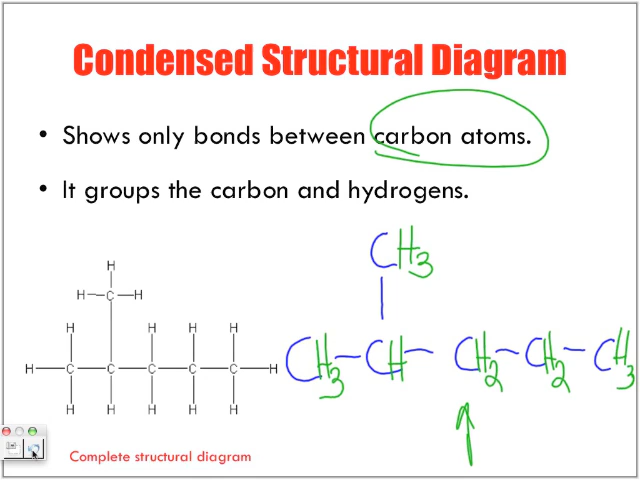 Condensed Structural Diagram
• Shows only bonds between carbon atoms.
• It groups the carbon and hydrogens.
CH3
CH3–CH–CH2–CH2–CH3
H
H–C–H
H H H H
H–C–C–C–C–C–H
H H H H H
Complete structural diagram